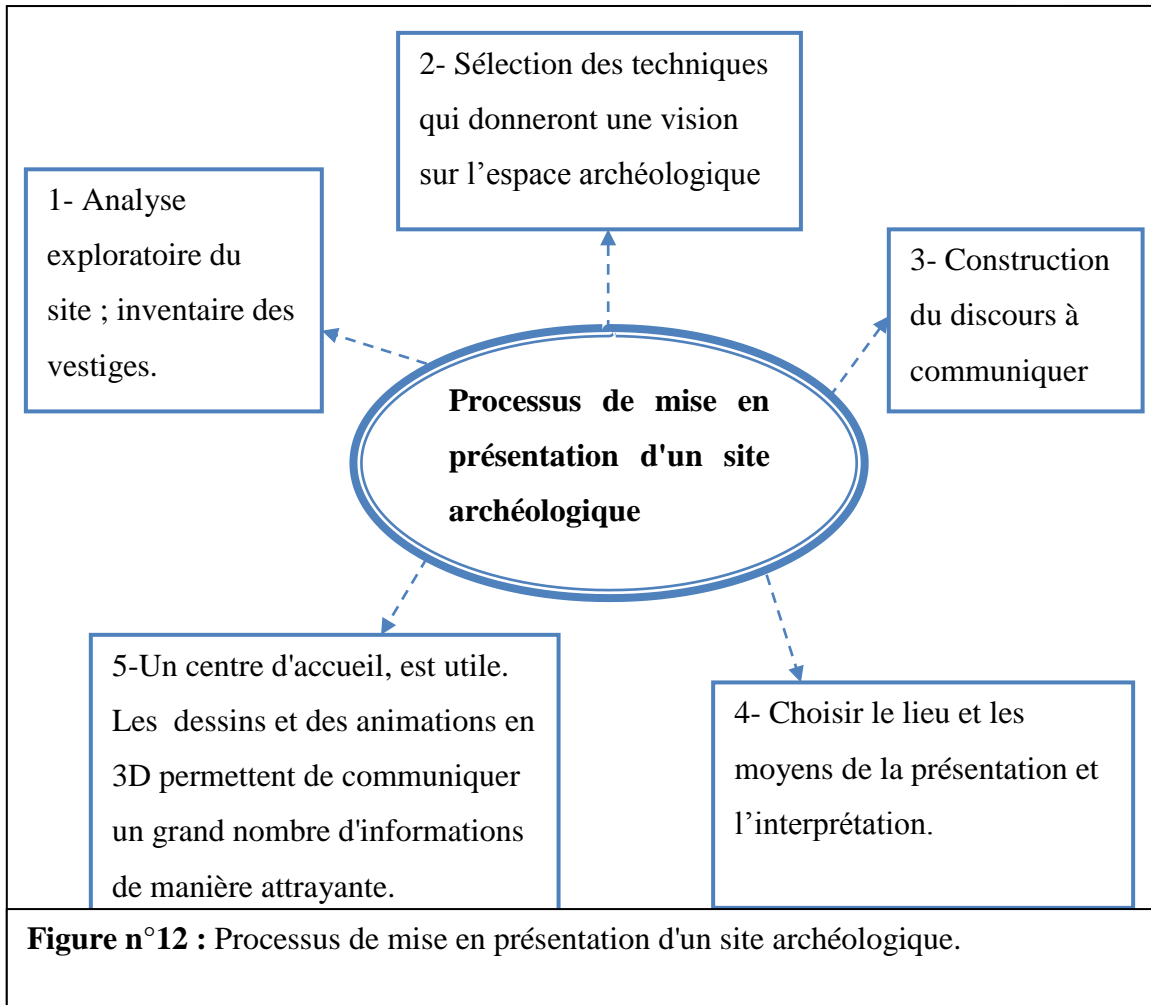 2- Sélection des techniques
qui donneront une vision
sur l’espace archéologique
1- Analyse
exploratoire du
site ; inventaire des
vestiges.
3- Construction
du discours à
communiquer
Processus de mise en
présentation d'un site
archéologique
5-Un centre d'accueil, est utile.
Les dessins et des animations en
3D permettent de communiquer
un grand nombre d'informations
de manière attrayante.
4- Choisir le lieu et les
moyens de la présentation et
l’interprétation.
Figure n°12 : Processus de mise en présentation d'un site archéologique.